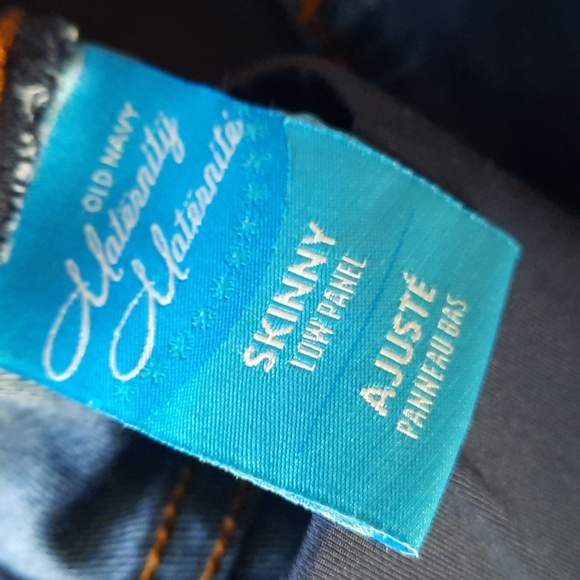 OLD NAVY
Maternity
Maternité
SKINNY
LOW PANEL
AJUSTÉ
PANNEAU BAS